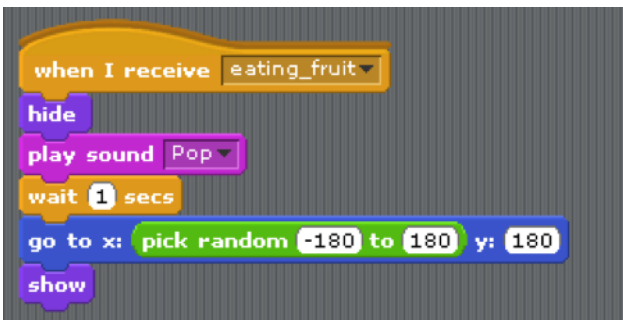 when I receive eating_fruit
hide
play sound Pop
wait 1 secs
go to x: pick random -180 to 180 y: 180
show